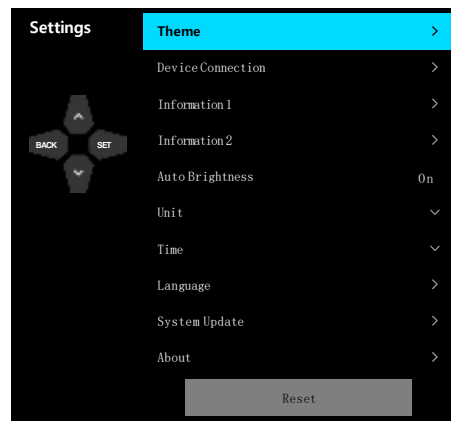 Settings
Theme
Device Connection
Information 1
BACK
SET
Information 2
Auto Brightness On
Unit
Time
Language
System Update
About
Reset